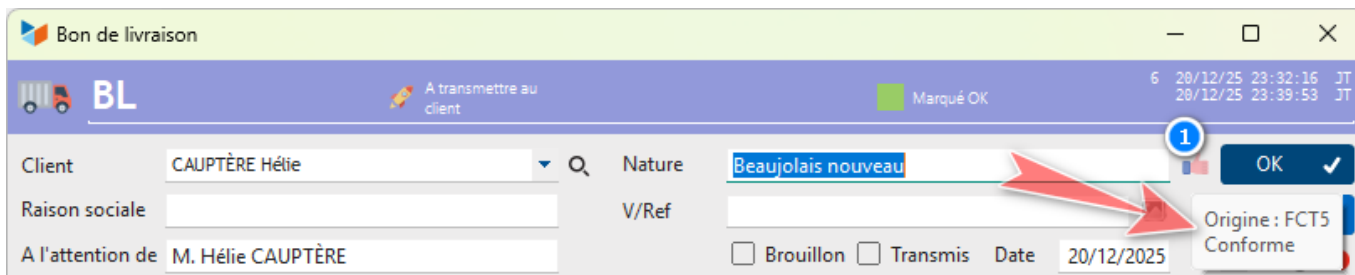 Bon de livraison
BL
A transmettre au
client
Marqué OK
6 20/12/25 23:32:16 JT
20/12/25 23:39:53 JT
1
Client
CAUPTÈRE Hélie
Nature
Beaujolais nouveau
OK
Raison sociale
V/Ref
Origine : FCT5
Conforme
A l'attention de
M. Hélie CAUPTÈRE
Brouillon
Transmis
Date
20/12/2025